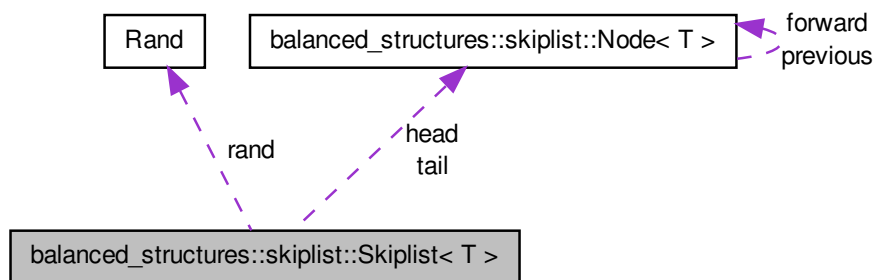 Rand
balanced_structures::skiplist::Node< T >
forward
previous
rand
head
tail
balanced_structures::skiplist::Skiplist< T >